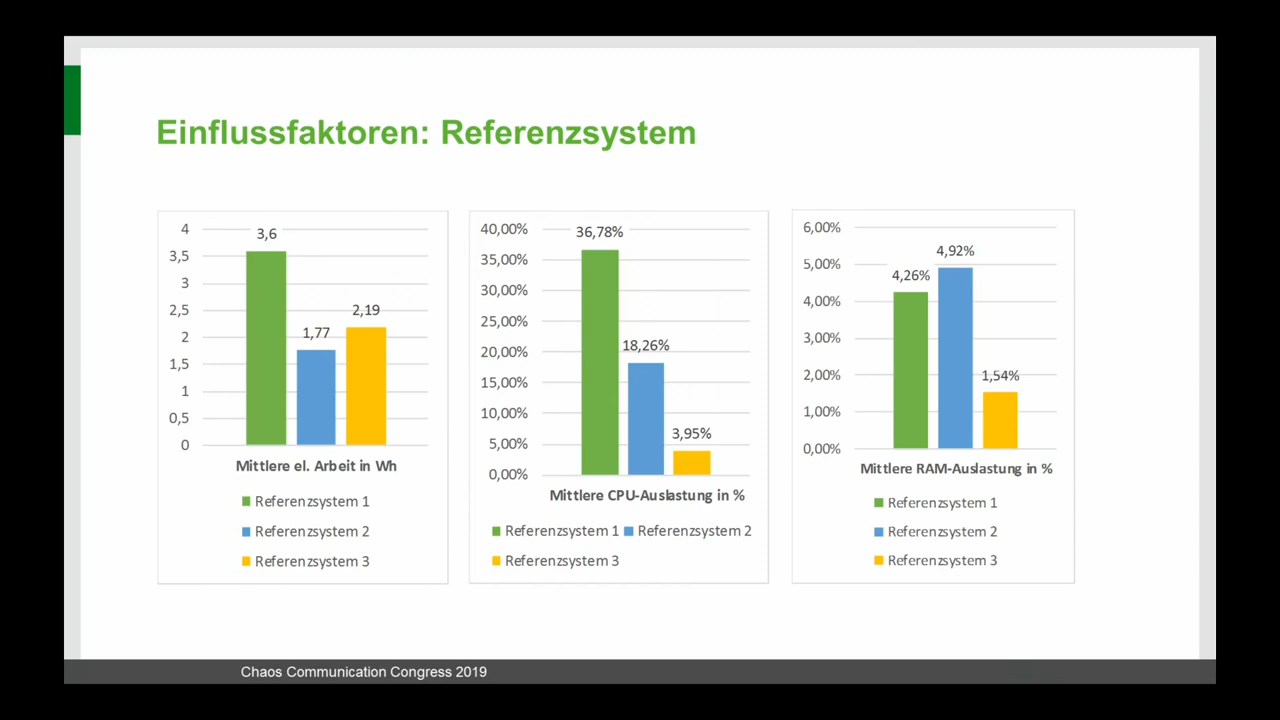 Einflussfaktoren: Referenzsystem
4
3,5
3
2,5
2
1,5
1
0,5
0
3,6
1,77
2,19
Mittlere el. Arbeit in Wh
Referenzsystem 1
Referenzsystem 2
Referenzsystem 3
40,00%
35,00%
30,00%
25,00%
20,00%
15,00%
10,00%
5,00%
0,00%
36,78%
18,26%
3,95%
Mittlere CPU-Auslastung in %
Referenzsystem 1 Referenzsystem 2
Referenzsystem 3
6,00%
5,00%
4,00%
3,00%
2,00%
1,00%
0,00%
4,26%
4,92%
1,54%
Mittlere RAM-Auslastung in %
Referenzsystem 1
Referenzsystem 2
Referenzsystem 3
Chaos Communication Congress 2019